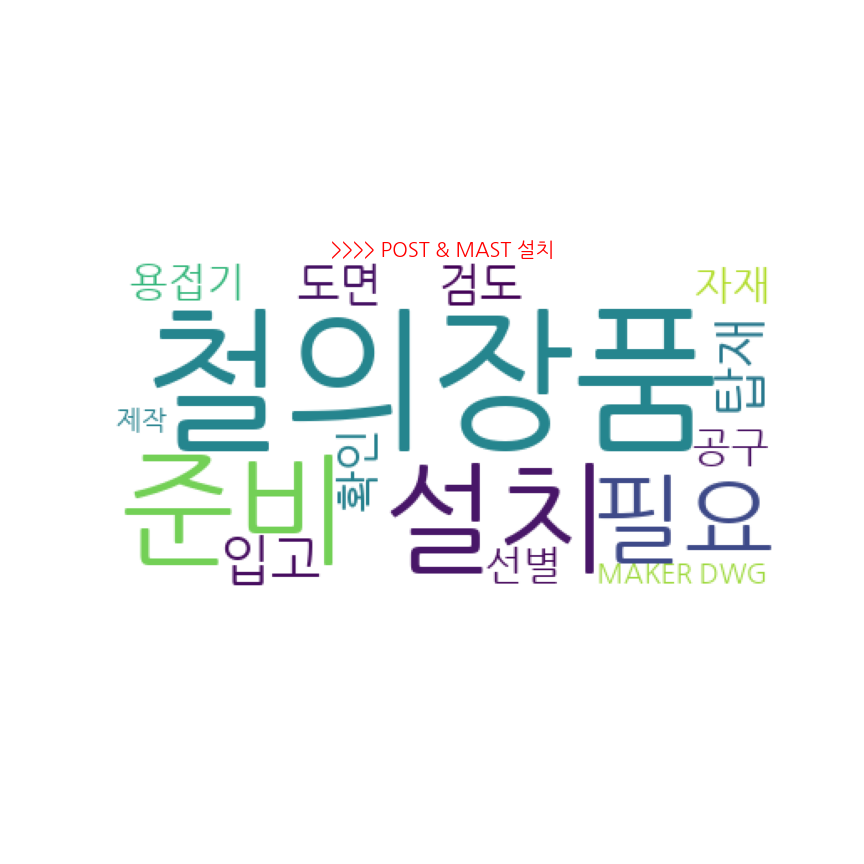 >>>> POST & MAST 설치
용접기
도면
검도
자재
철의장품
탑재
제작
확인
공구
준비
설치
필요
입고
선별
MAKER DWG